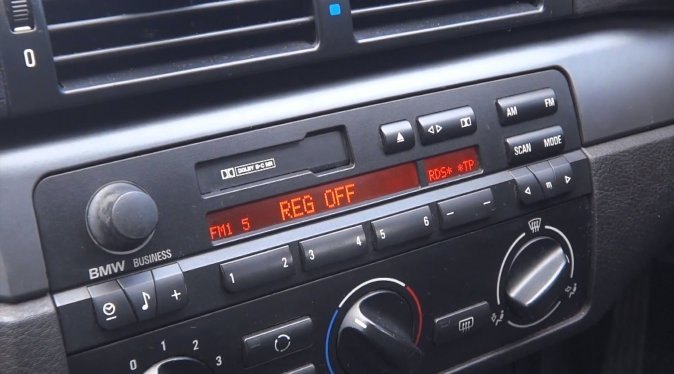 0
AM FM
DOLBY B-C NR
SCAN MODE
RDS* *TP
REG OFF
FM1 5
m
5 6
3 4
1 2
BMW BUSINESS
+
0 1 2 3